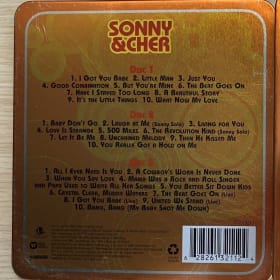 SONNY
&CHER
Disc 1
1. I Got You Babe 2. Little Man 3. Just You
4. Good Combination 5. But You're Mine 6. The Beat Goes On
7. Have I Stayed Too Long 8. A Beautiful Story
9. It's the Little Things 10. What Now My Love
Disc 2
1. Baby Don't Go 2. Laugh at Me (Sonny Solo) 3. Living for You
4. Love Is Strange 5. 500 Miles 6. The Revolution Kind (Sonny Solo)
7. Let It Be Me 8. Unchained Melody 9. Then He Kissed Me
10. You Really Got a Hold on Me
Disc 3
1. All I Ever Need Is You 2. A Cowboy's Work Is Never Done
3. When You Say Love 4. Mama Was a Rock and Roll Singer
and Papa Used to Write All Her Songs 5. You Better Sit Down Kids
6. Crystal Clear, Muddy Waters 7. The Beat Goes On (Live)
8. I Got You Babe (Live) 9. United We Stand (Live)
10. Bang, Bang (My Baby Shot Me Down)
6 28261 32112 4